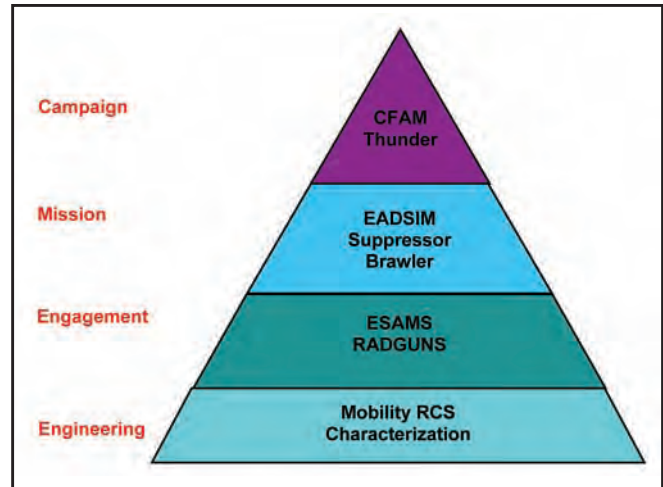 Campaign
CFAM
Thunder
Mission
EADSIM
Suppressor
Brawler
Engagement
ESAMS
RADGUNS
Engineering
Mobility RCS
Characterization